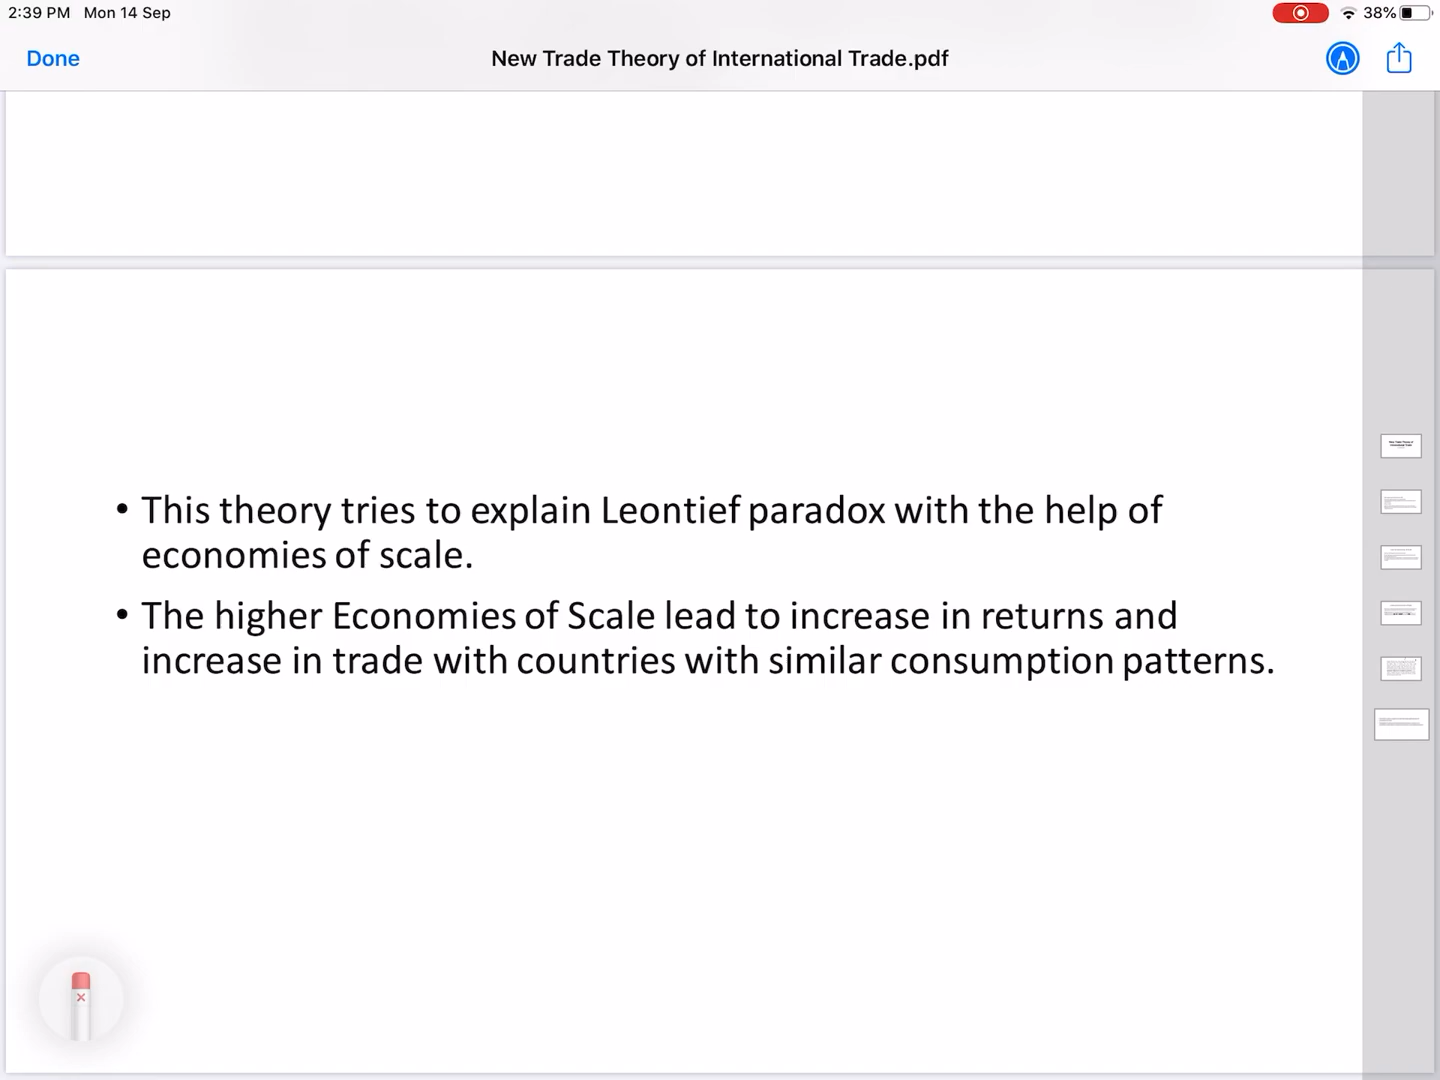 2:39 PM Mon 14 Sep
38%
Done
New Trade Theory of International Trade.pdf
• This theory tries to explain Leontief paradox with the help of
economies of scale.
• The higher Economies of Scale lead to increase in returns and
increase in trade with countries with similar consumption patterns.